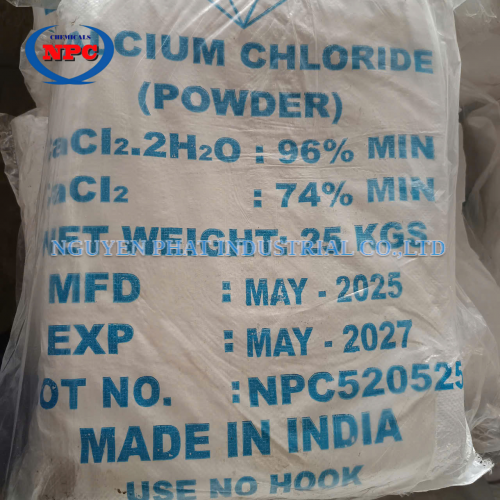 CHEMICALS
NPC
CIUM CHLORIDE
(POWDER)
aCl2.2H2O : 96% MIN
aCl2 : 74% MIN
NET WEIGHT: 25 KGS
NGUYEN PHAT INDUSTRIAL CO.,LTD
MFD : MAY - 2025
EXP : MAY - 2027
OT NO. : NPC520525
MADE IN INDIA
USE NO HOOK